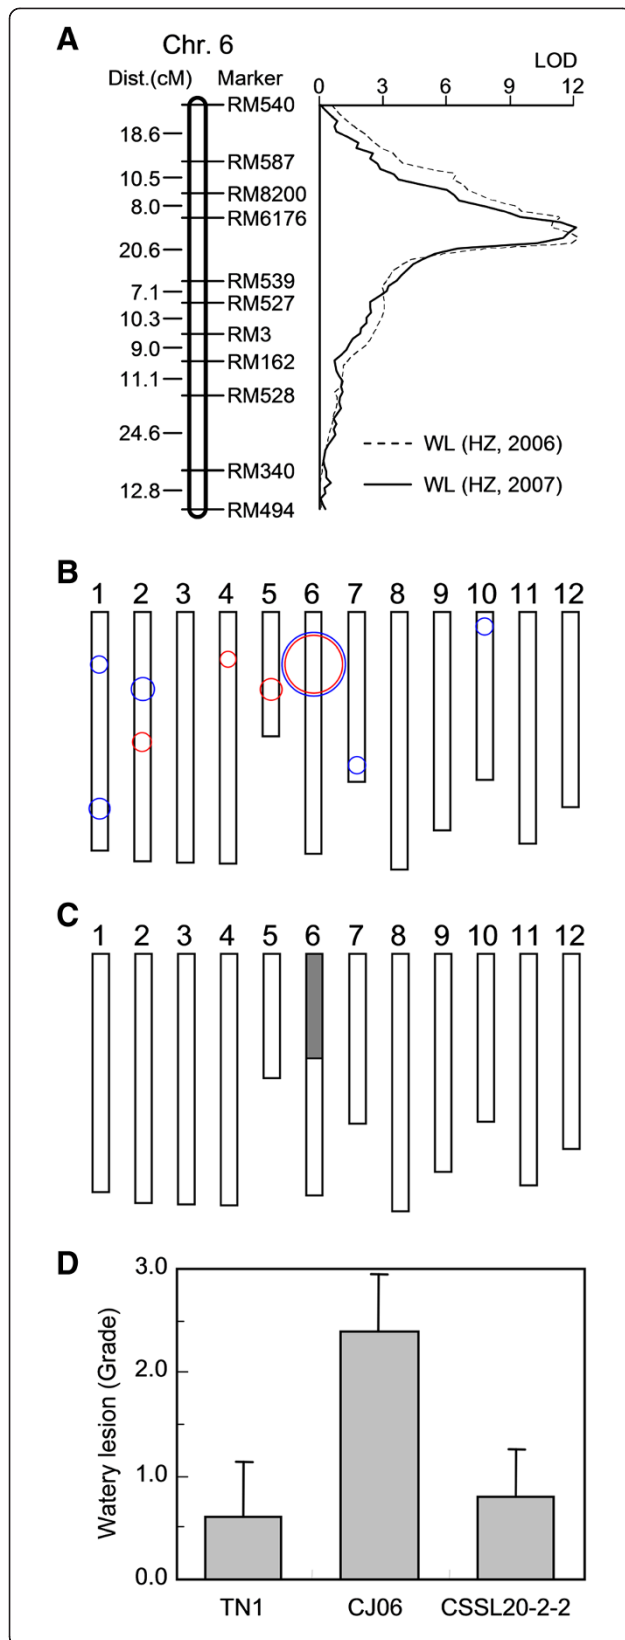 A
Chr. 6
LOD
Dist.(cM) Marker
0 3 6 9 12
RM540
18.6
RM587
10.5
RM8200
8.0
RM6176
20.6
RM539
7.1
RM527
10.3
RM3
9.0
RM162
11.1
RM528
24.6
WL (HZ, 2006)
RM340
WL (HZ, 2007)
12.8
RM494
B
1 2 3 4 5 6 7 8 9 10 11 12
C
1 2 3 4 5 6 7 8 9 10 11 12
D
3.0
2.0
1.0
0.0
Watery lesion (Grade)
TN1 CJ06 CSSL20-2-2